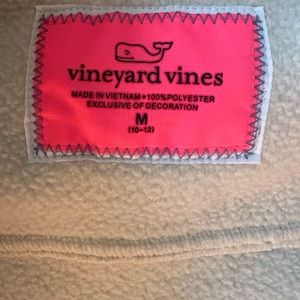 vineyard vines
MADE IN VIETNAM • 100% POLYESTER
EXCLUSIVE OF DECORATION
M
(10-12)